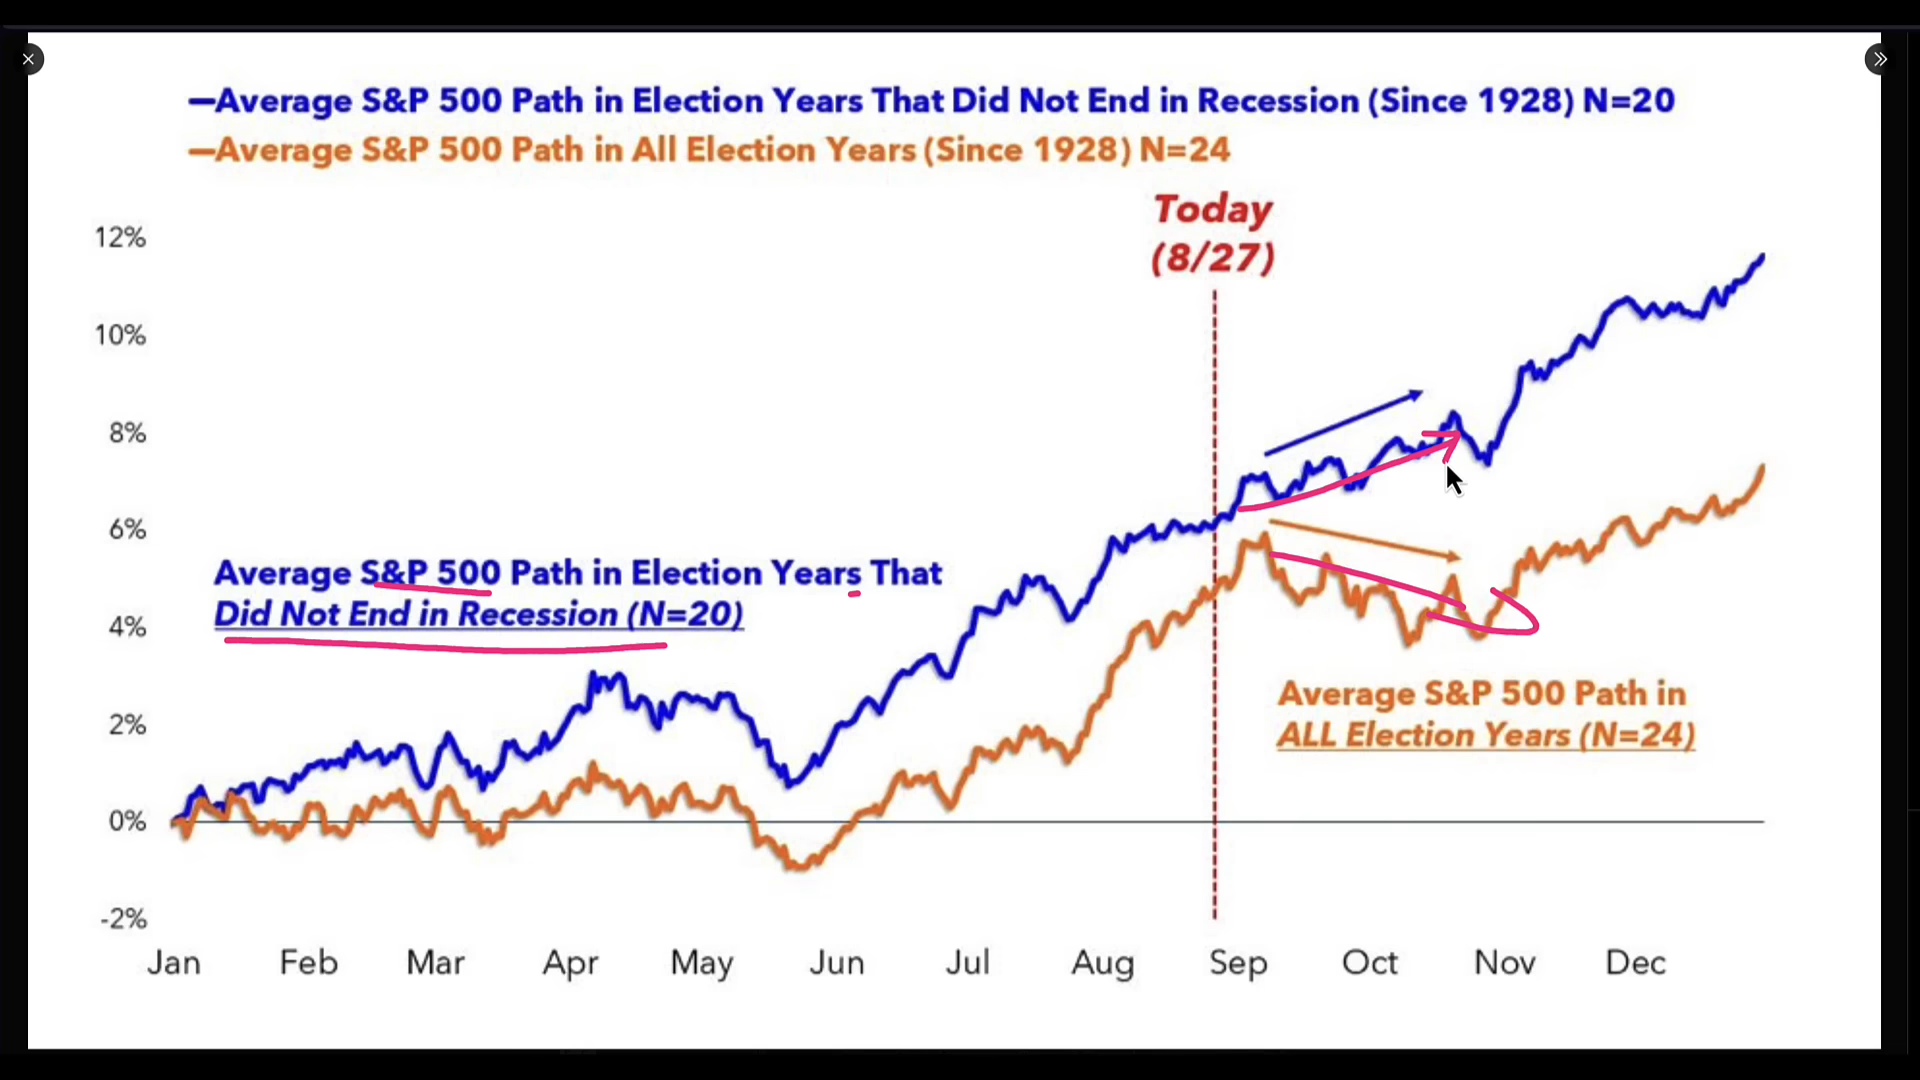 —Average S&P 500 Path in Election Years That Did Not End in Recession (Since 1928) N=20
—Average S&P 500 Path in All Election Years (Since 1928) N=24
Today
(8/27)
12%
10%
8%
6%
4%
2%
0%
-2%
Average S&P 500 Path in Election Years That
Did Not End in Recession (N=20)
Average S&P 500 Path in
ALL Election Years (N=24)
Jan Feb Mar Apr May Jun Jul Aug Sep Oct Nov Dec